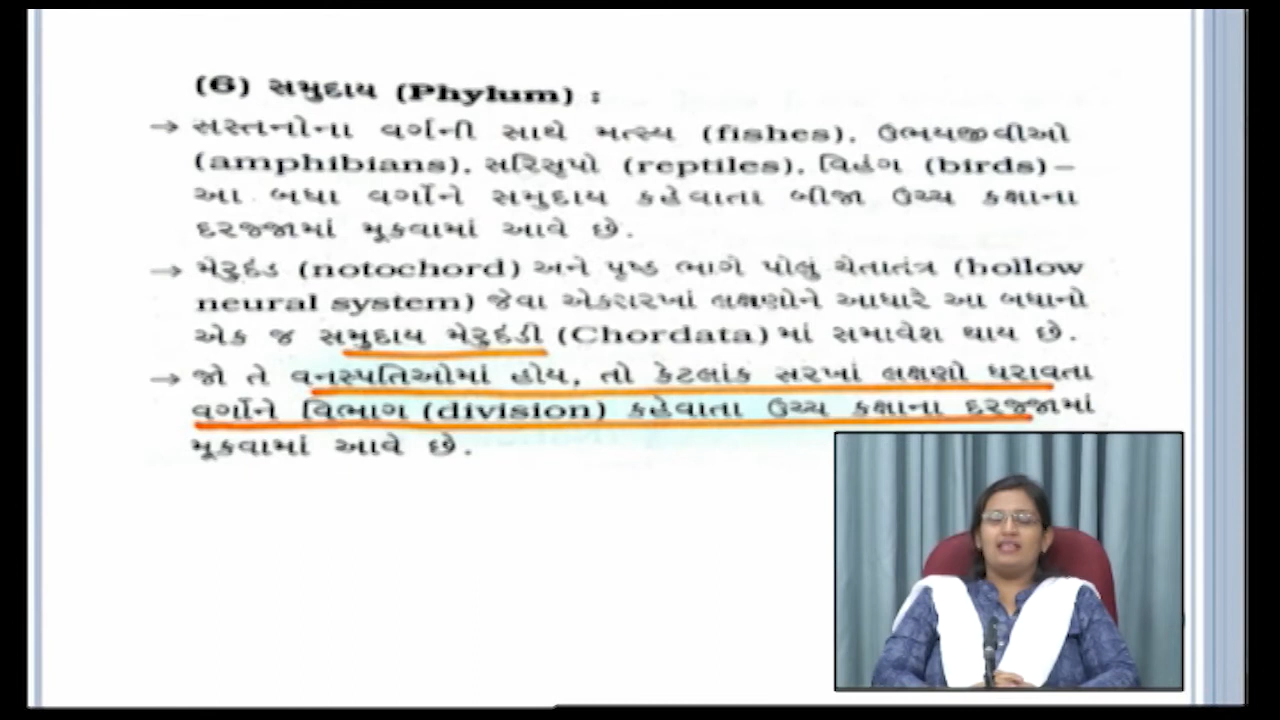 (6) સમુદાય (Phylum) :
→ સસ્તનોના વર્ગની સાથે મત્સ્ય (fishes), ઉભયજીવીઓ
(amphibians), સરિસૃપો (reptiles), વિહંગ (birds) –
આ બધા વર્ગોને સમુદાય કહેવાતા બીજા ઉચ્ચ કક્ષાના
દરજ્જામાં મૂકવામાં આવે છે.
→ મેરુદંડ (notochord) અને પૃષ્ઠ ભાગે પોલું ચેતાતંત્ર (hollow
neural system) જેવા એકસરખાં લક્ષણોને આધારે આ બધાનો
એક જ સમુદાય મેરુદંડી (Chordata) માં સમાવેશ થાય છે.
→ જો તે વનસ્પતિઓમાં હોય, તો કેટલાંક સરખાં લક્ષણો ધરાવતા
વર્ગોને વિભાગ (division) કહેવાતા ઉચ્ચ કક્ષાના દરજ્જામાં
મૂકવામાં આવે છે.